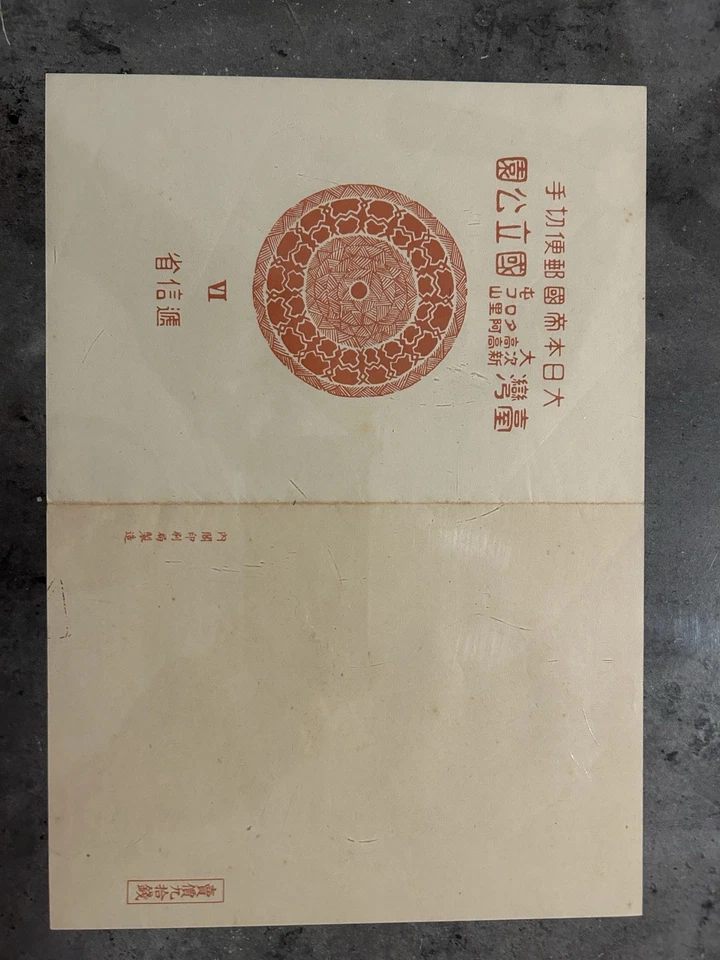 大日本帝國郵便切手
臺灣
大屯
次高タロコ
新高阿里山
國立公園
VI
遞信省
內閣印刷局製造
賣價九拾錢